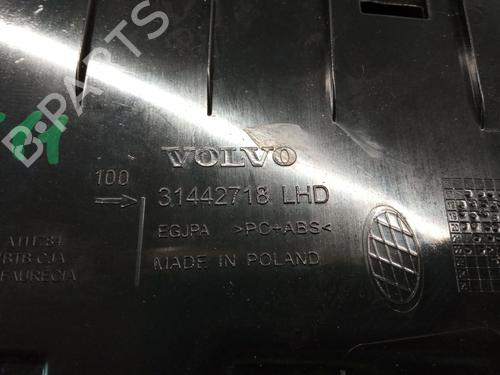 B-PARTS
VOLVO
100
31442718 LHD
EGJPA >PC+ABS<
MADE IN POLAND
FAURECIA